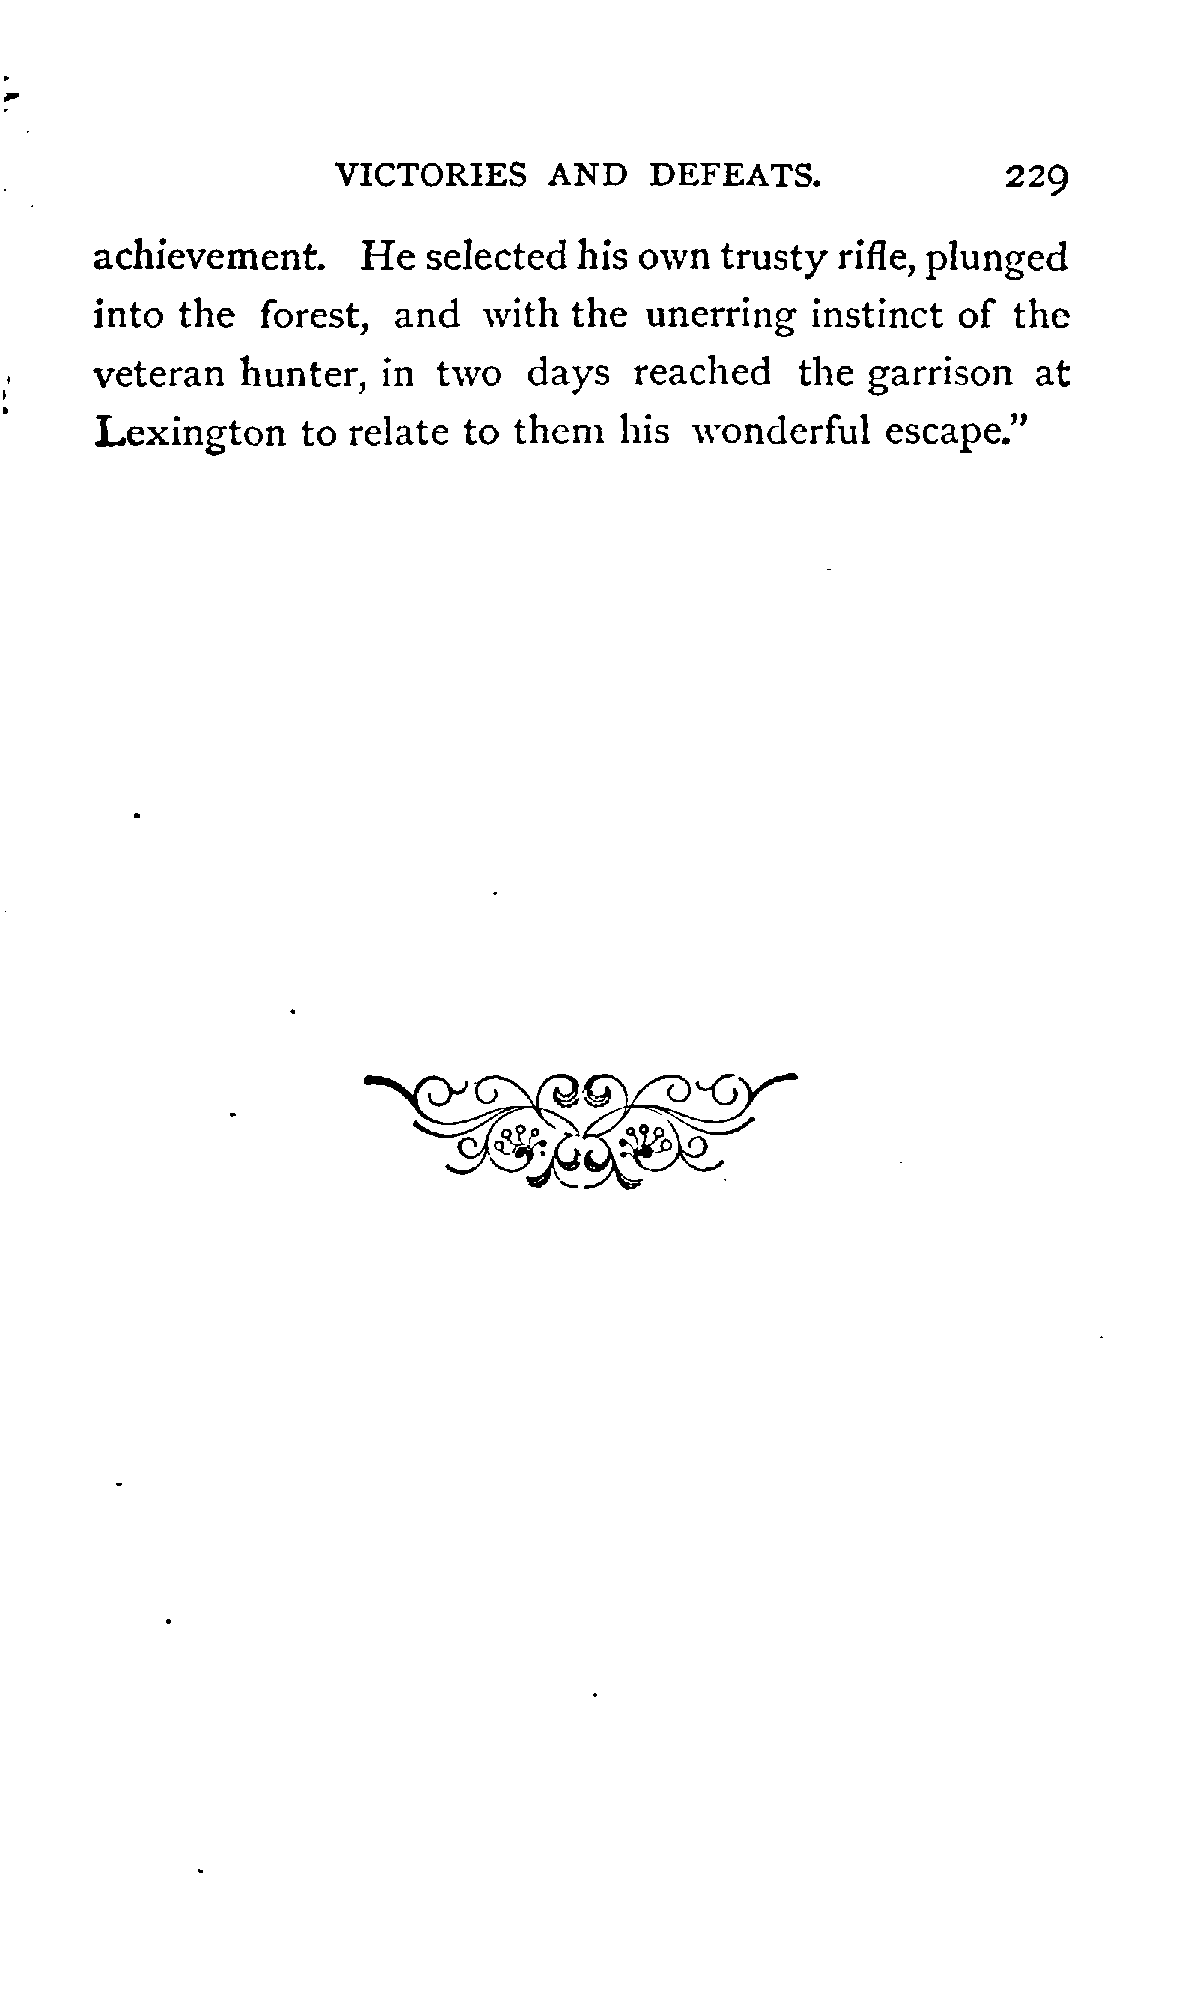 VICTORIES AND DEFEATS. 229
achievement. He selected his own trusty rifle, plunged
into the forest, and with the unerring instinct of the
veteran hunter, in two days reached the garrison at
Lexington to relate to them his wonderful escape.”